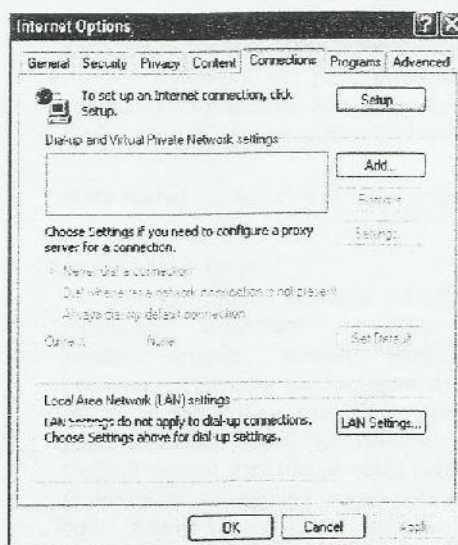 Internet Options
General Security Privacy Content Connections Programs Advanced
To set up an Internet connection, click
Setup.
Setup...
Dial-up and Virtual Private Network settings
Add...
Remove...
Choose Settings if you need to configure a proxy
server for a connection.
Settings...
Never dial a connection
Dial whenever a network connection is not present
Always dial my default connection
Current None
Set Default
Local Area Network (LAN) settings
LAN Settings do not apply to dial-up connections.
Choose Settings above for dial-up settings.
LAN Settings...
OK Cancel Apply